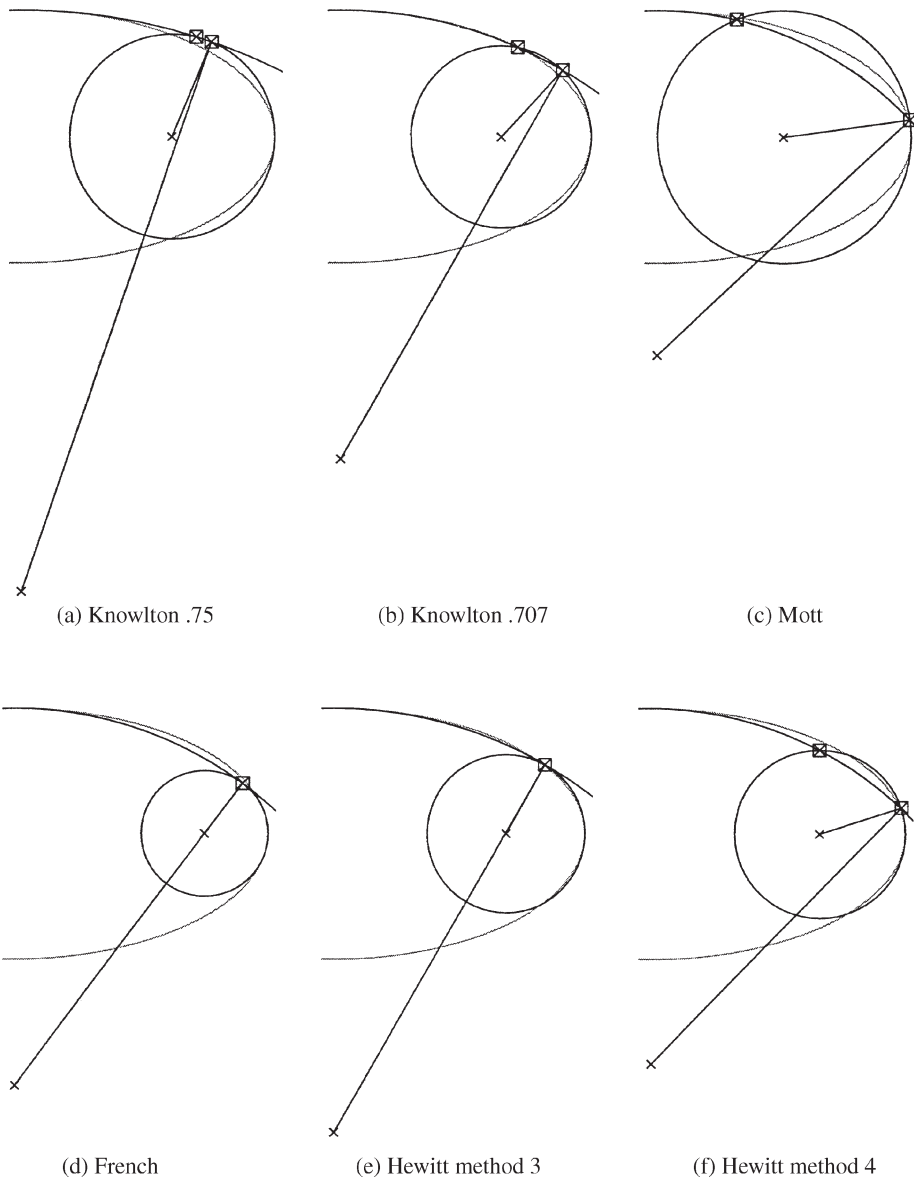 (a) Knowlton .75
(b) Knowlton .707
(c) Mott
(d) French
(e) Hewitt method 3
(f) Hewitt method 4